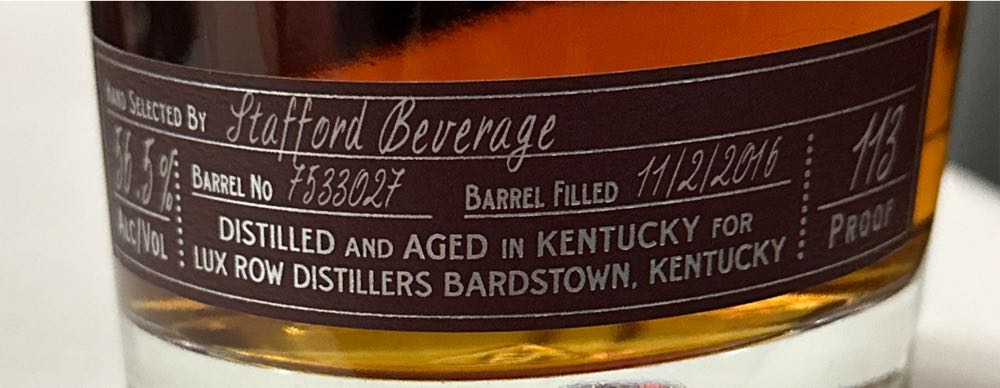 Hand Selected By Stafford Beverage
56.5%
Alc/Vol
Barrel No 7533027
Barrel Filled 11/2/2016
Distilled and Aged in Kentucky for
Lux Row Distillers Bardstown, Kentucky
113
Proof